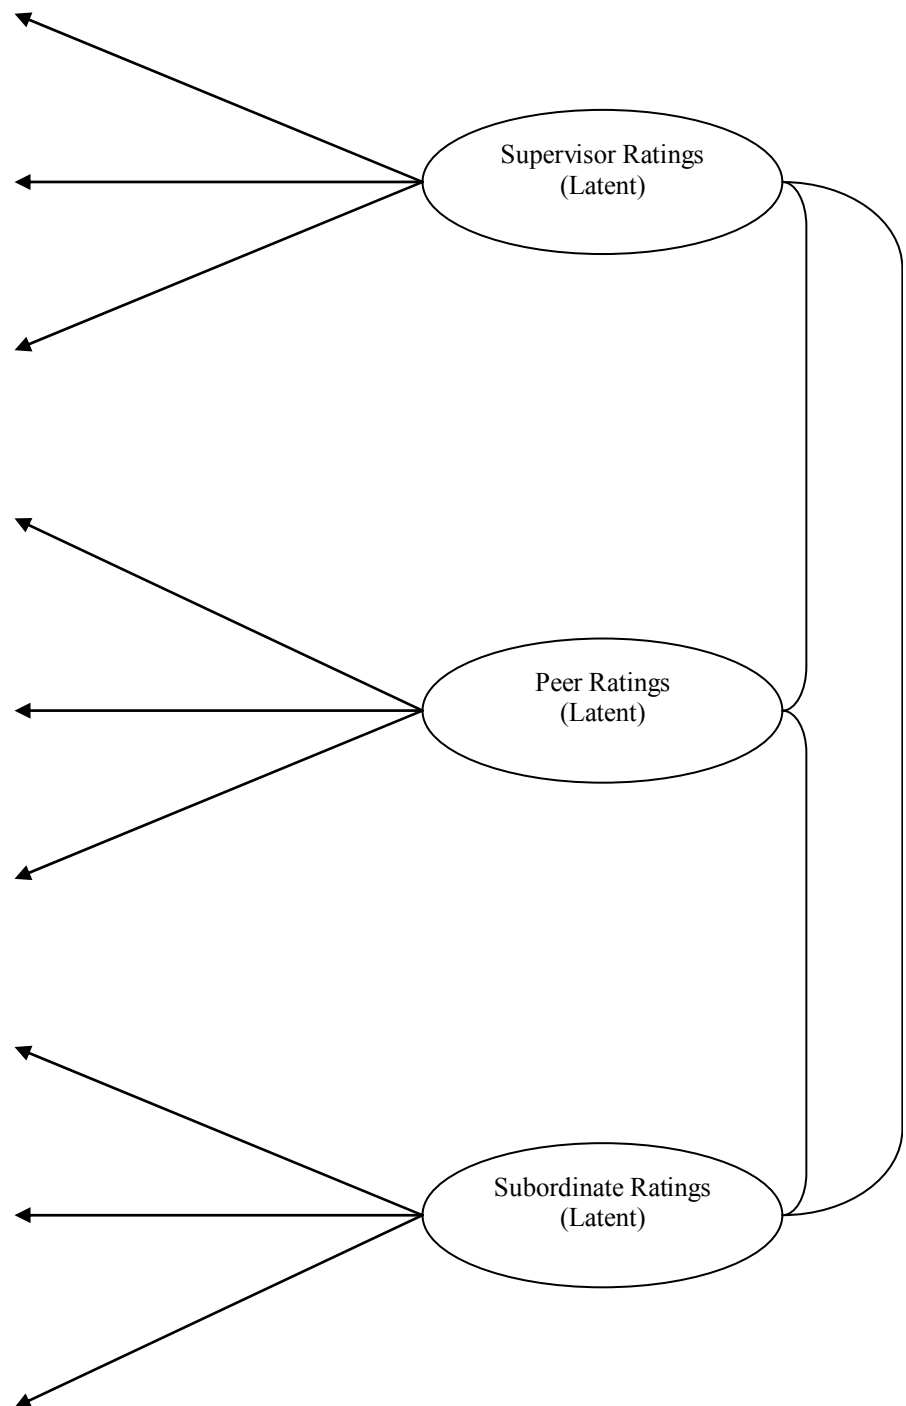 Supervisor Ratings
(Latent)
Peer Ratings
(Latent)
Subordinate Ratings
(Latent)